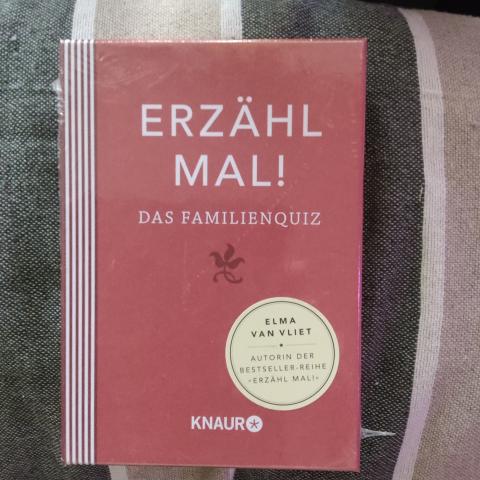 ERZÄHL
MAL!
DAS FAMILIENQUIZ
ELMA
VAN VLIET
AUTORIN DER
BESTSELLER-REIHE
»ERZÄHL MAL!«
KNAUR